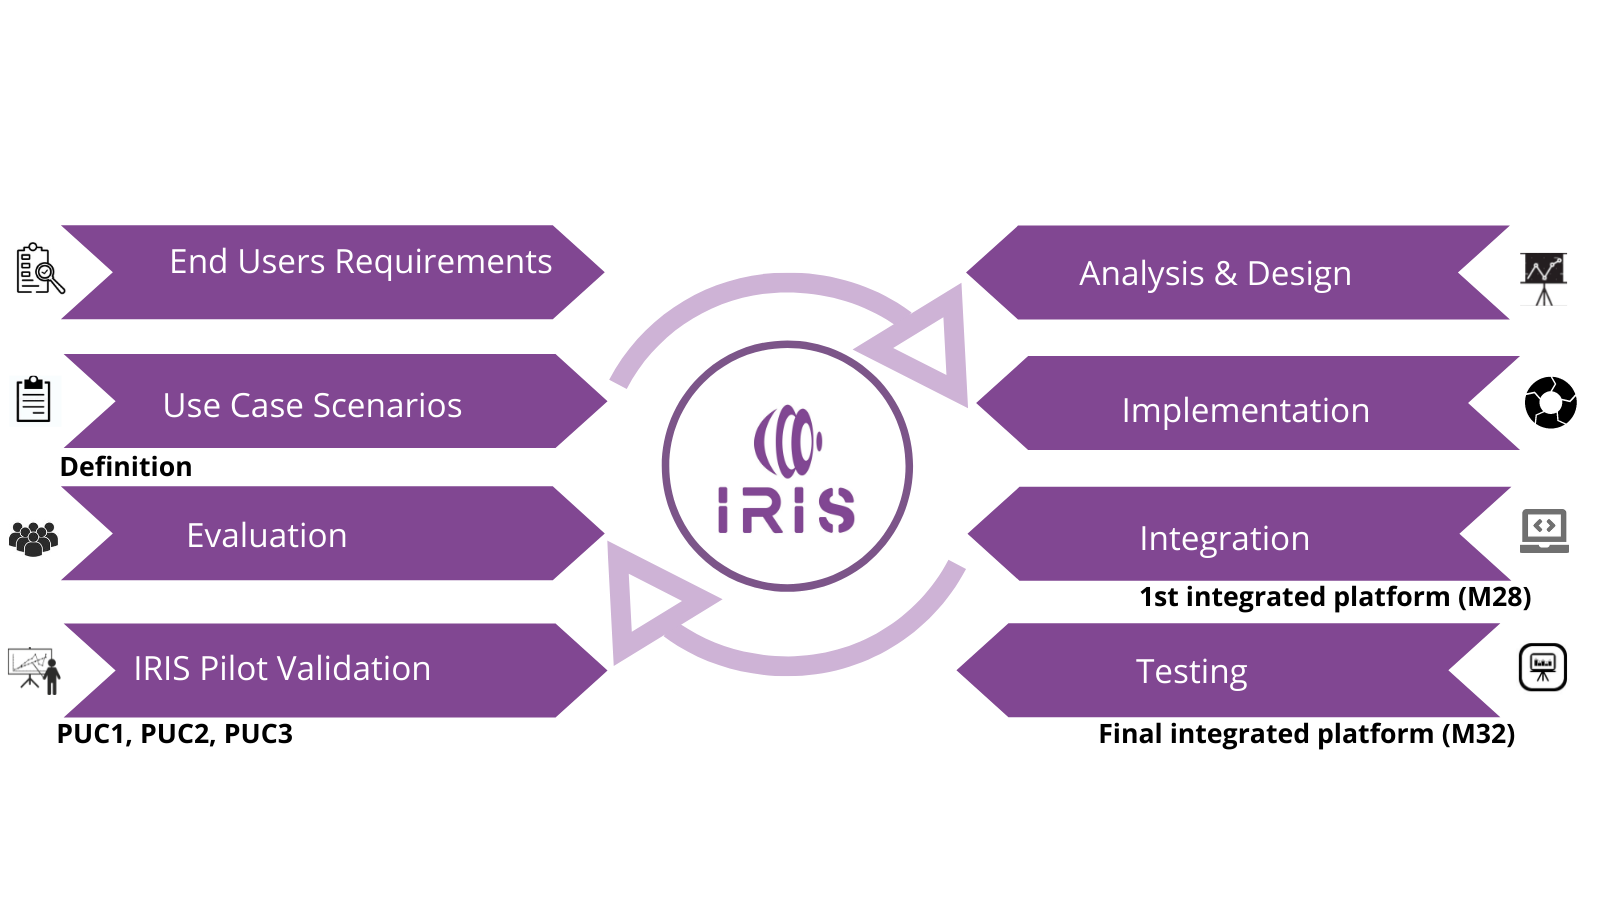 End Users Requirements
Use Case Scenarios
Definition
Evaluation
IRIS Pilot Validation
PUC1, PUC2, PUC3
IRIS
Analysis & Design
Implementation
Integration
1st integrated platform (M28)
Testing
Final integrated platform (M32)